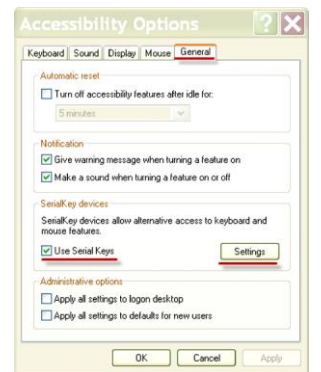 Accessibility Options
Keyboard Sound Display Mouse General
Automatic reset
Turn off accessibility features after idle for:
5 minutes
Notification
Give warning message when turning a feature on
Make a sound when turning a feature on or off
SerialKey devices
SerialKey devices allow alternative access to keyboard and
mouse features.
Use Serial Keys Settings
Administrative options
Apply all settings to logon desktop
Apply all settings to defaults for new users
OK Cancel Apply